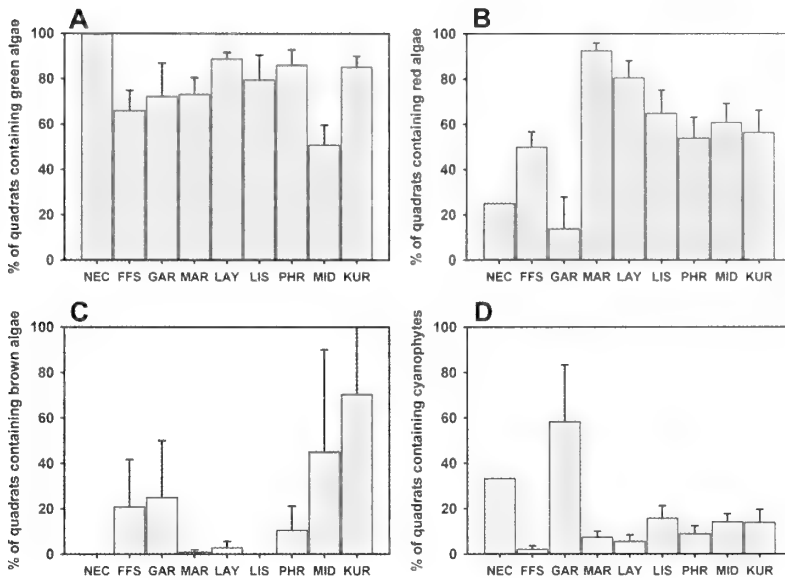 A
% of quadrats containing green algae
100
80
60
40
20
0
NEC FFS GAR MAR LAY LIS PHR MID KUR
B
% of quadrats containing red algae
100
80
60
40
20
0
NEC FFS GAR MAR LAY LIS PHR MID KUR
C
% of quadrats containing brown algae
100
80
60
40
20
0
NEC FFS GAR MAR LAY LIS PHR MID KUR
D
% of quadrats containing cyanophytes
100
80
60
40
20
0
NEC FFS GAR MAR LAY LIS PHR MID KUR